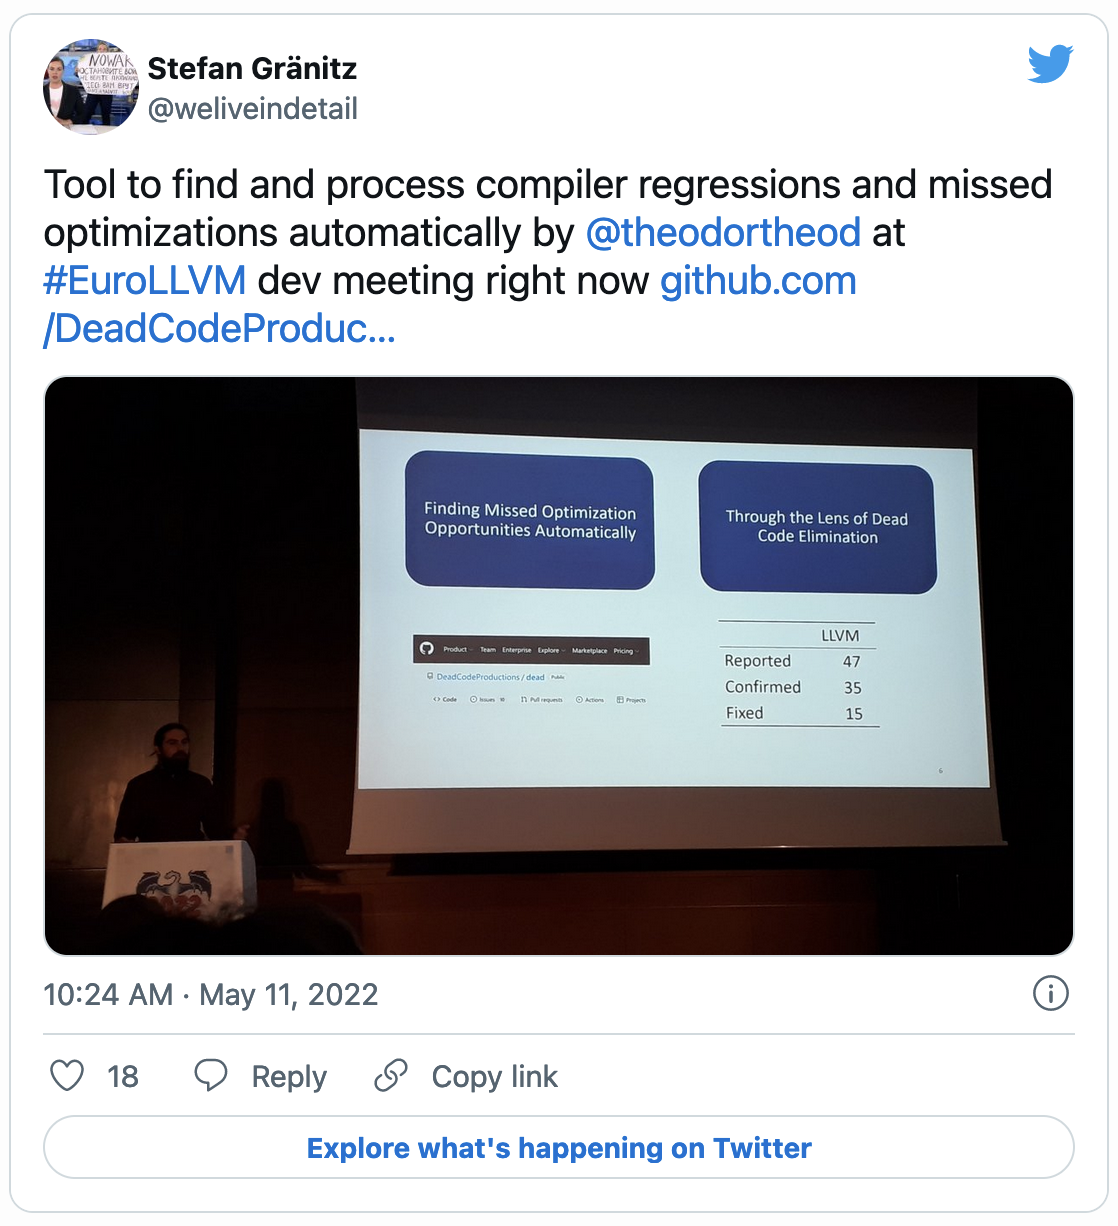 Stefan Gränitz
@weliveindetail
Tool to find and process compiler regressions and missed
optimizations automatically by @theodortheod at
#EuroLLVM dev meeting right now github.com
/DeadCodeProduc...
Finding Missed Optimization
Opportunities Automatically
Through the Lens of Dead
Code Elimination
Product Team Enterprise Explore Marketplace Pricing
DeadCodeProductions / dead Public
Code Issues Pull requests Actions Projects
LLVM
Reported 47
Confirmed 35
Fixed 15
6
10:24 AM · May 11, 2022
18 Reply Copy link
Explore what's happening on Twitter